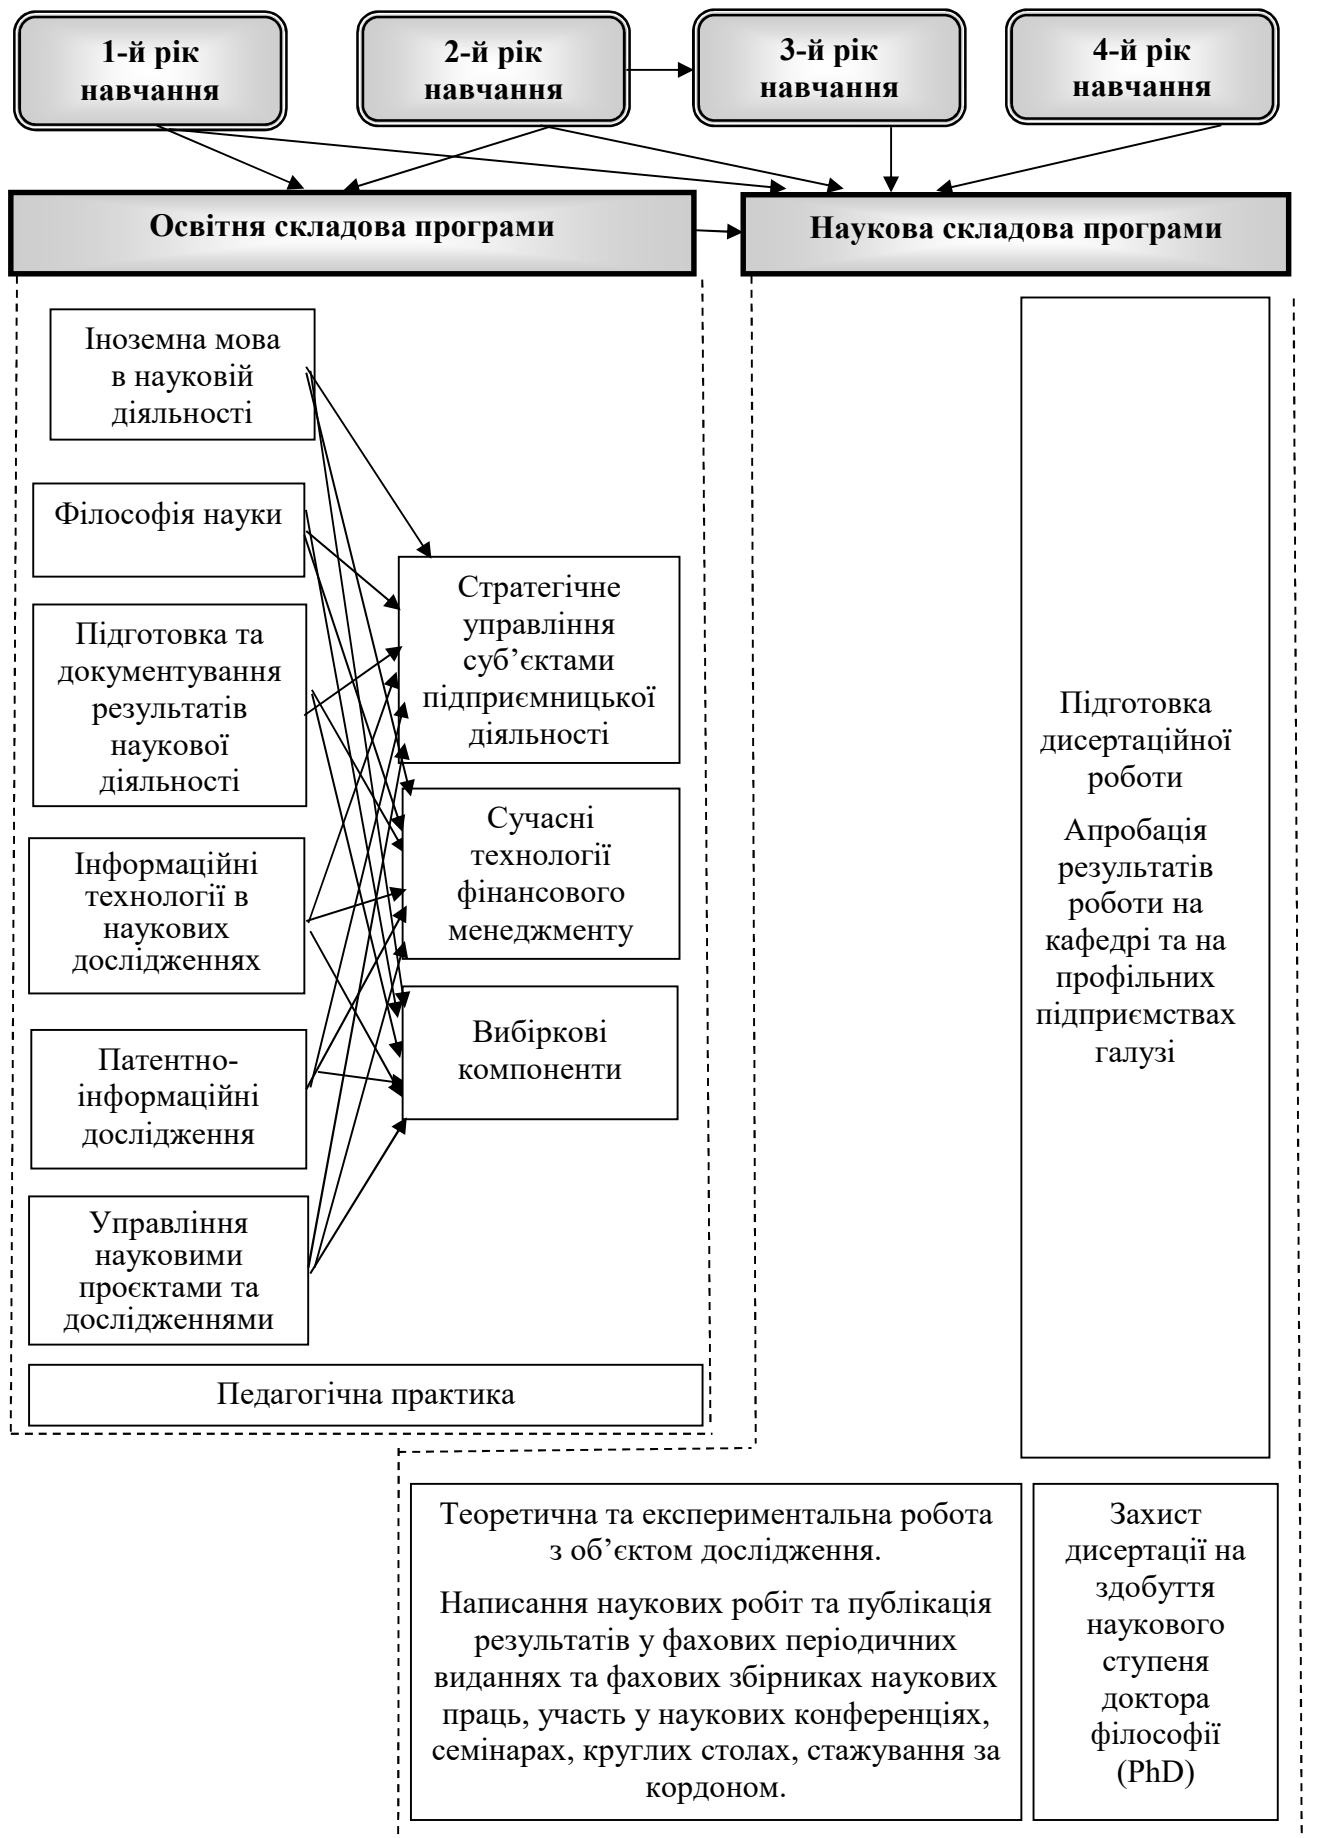 1-й рік
навчання
2-й рік
навчання
3-й рік
навчання
4-й рік
навчання
Освітня складова програми
Наукова складова програми
Іноземна мова
в науковій
діяльності
Філософія науки
Підготовка та
документування
результатів
наукової
діяльності
Інформаційні
технології в
наукових
дослідженнях
Патентно-
інформаційні
дослідження
Управління
науковими
проєктами та
дослідженнями
Стратегічне
управління
суб’єктами
підприємницької
діяльності
Сучасні
технології
фінансового
менеджменту
Вибіркові
компоненти
Педагогічна практика
Підготовка
дисертаційної
роботи
Апробація
результатів
роботи на
кафедрі та на
профільних
підприємствах
галузі
Теоретична та експериментальна робота
з об’єктом дослідження.
Написання наукових робіт та публікація
результатів у фахових періодичних
виданнях та фахових збірниках наукових
праць, участь у наукових конференціях,
семінарах, круглих столах, стажування за
кордоном.
Захист
дисертації на
здобуття
наукового
ступеня
доктора
філософії
(PhD)